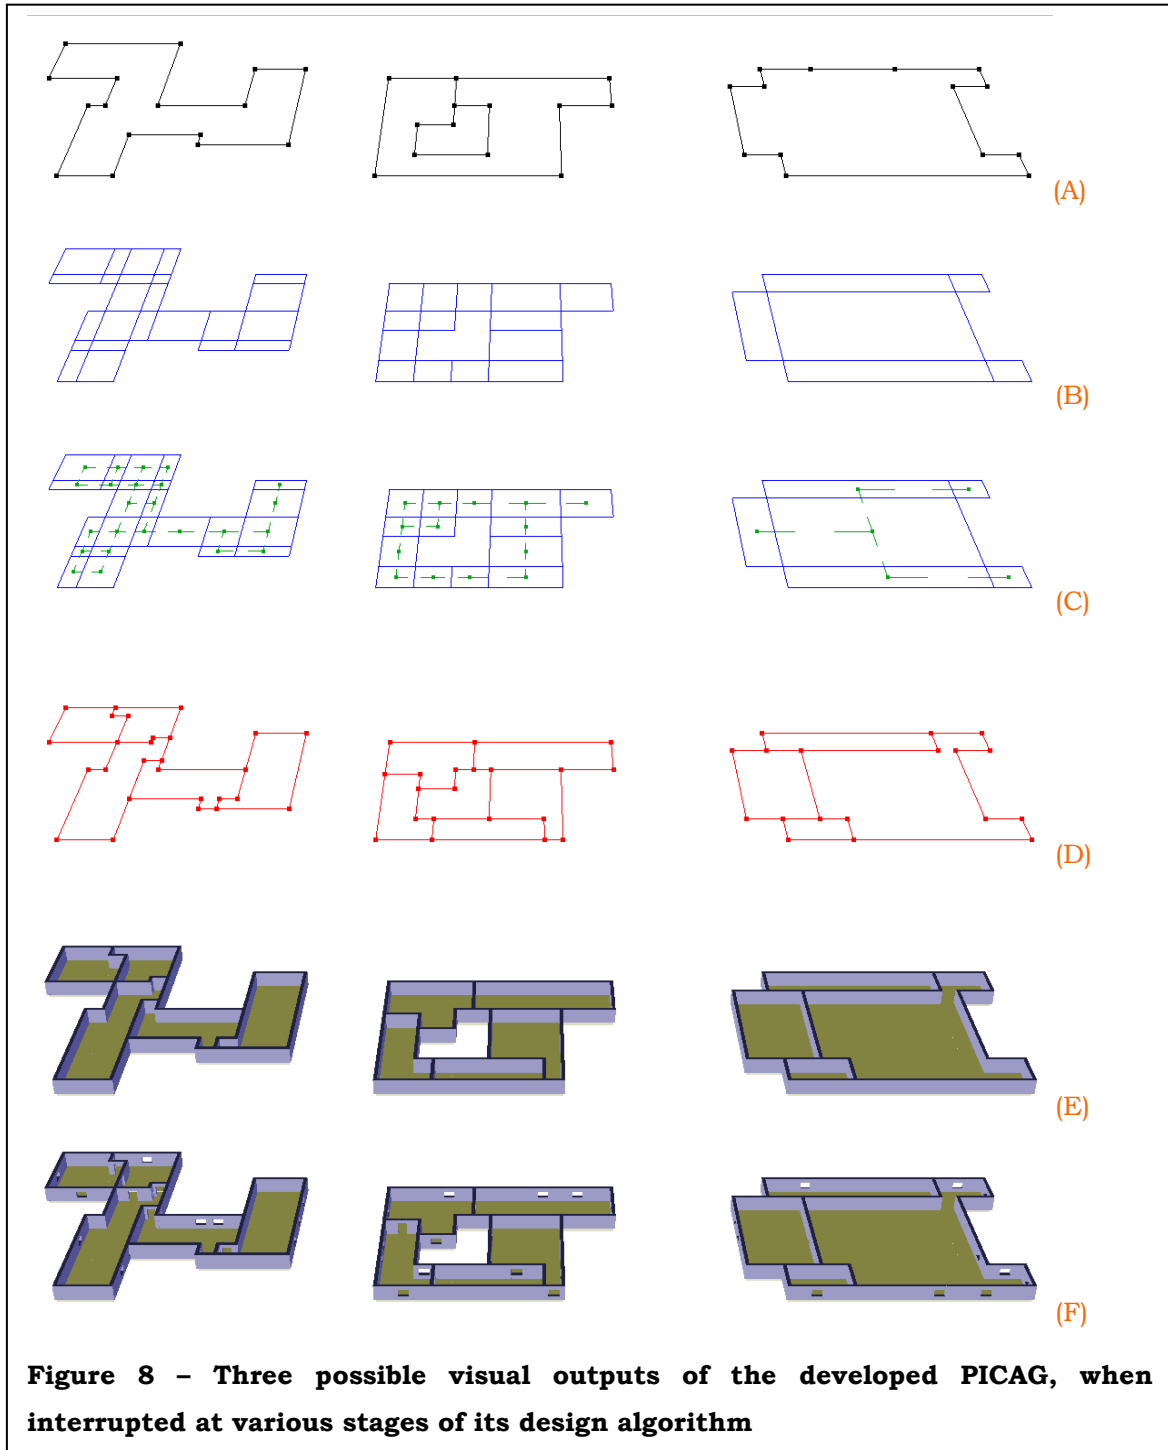 (A)
(B)
(C)
(D)
(E)
(F)
Figure 8 – Three possible visual outputs of the developed PICAG, when
interrupted at various stages of its design algorithm